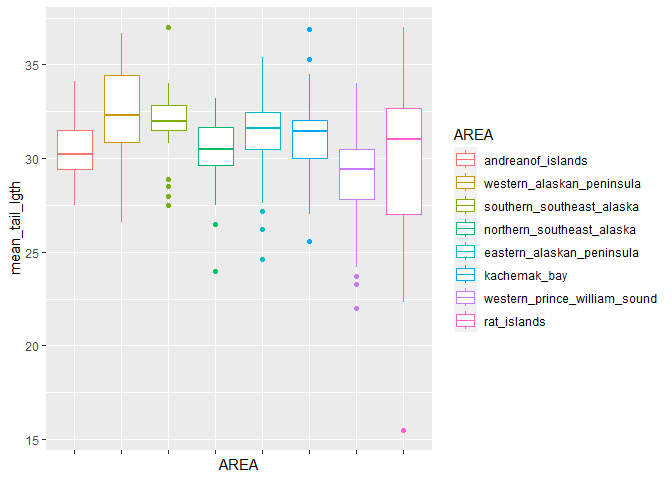 35
30
25
20
15
mean_tail_lgth
AREA
AREA
andreanof_islands
western_alaskan_peninsula
southern_southeast_alaska
northern_southeast_alaska
eastern_alaskan_peninsula
kachemak_bay
western_prince_william_sound
rat_islands